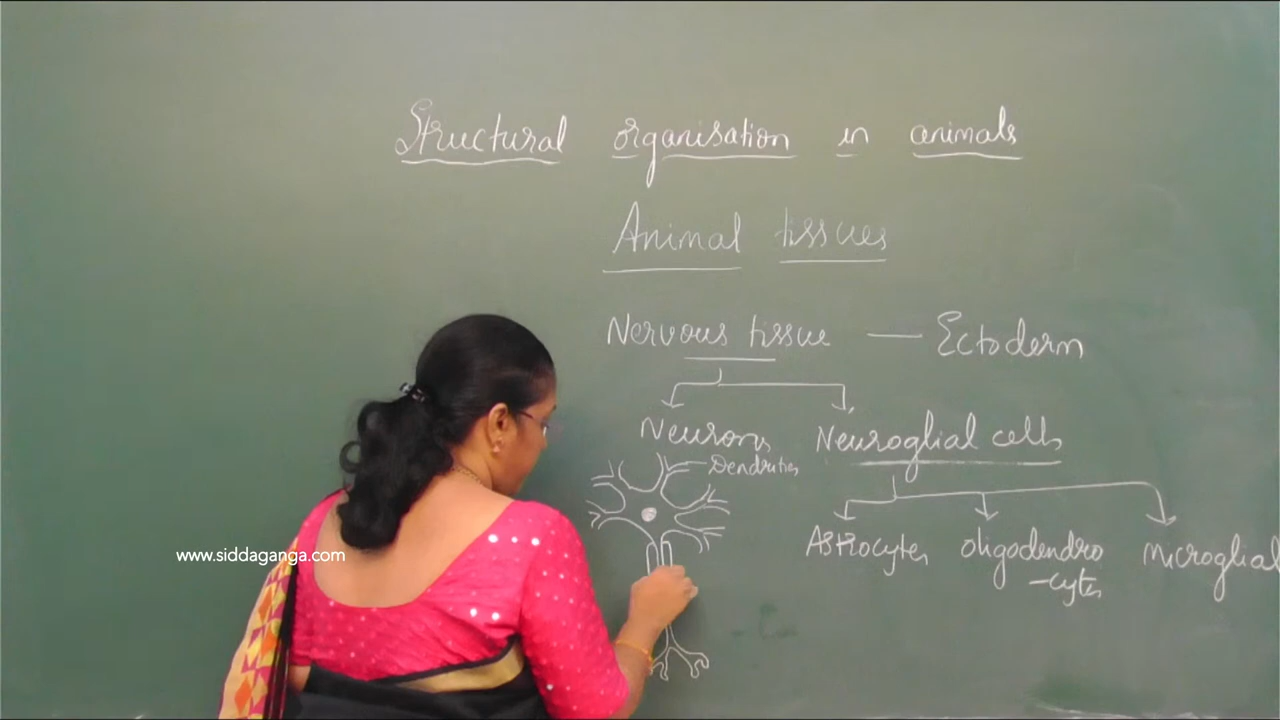 Structural organisation in animals
Animal tissues
Nervous tissue — Ectoderm
Neurons Neuroglial cells
Dendrites
Astrocytes oligodendro Microglial
-cytes
www.siddaganga.com